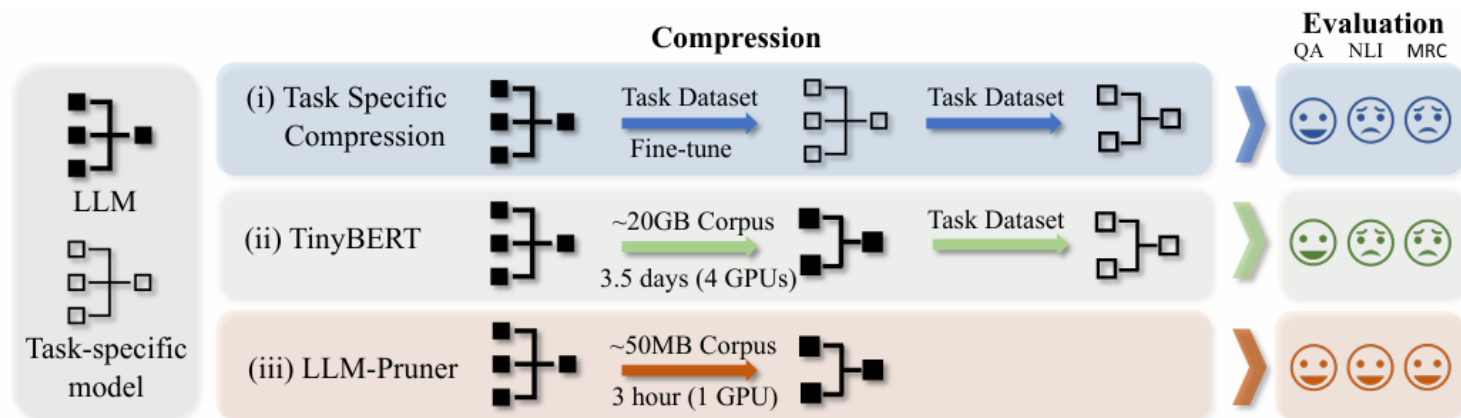 Compression
Evaluation
QA NLI MRC
LLM
Task-specific
model
(i) Task Specific
Compression
Task Dataset
Fine-tune
Task Dataset
(ii) TinyBERT
~20GB Corpus
3.5 days (4 GPUs)
Task Dataset
(iii) LLM-Pruner
~50MB Corpus
3 hour (1 GPU)